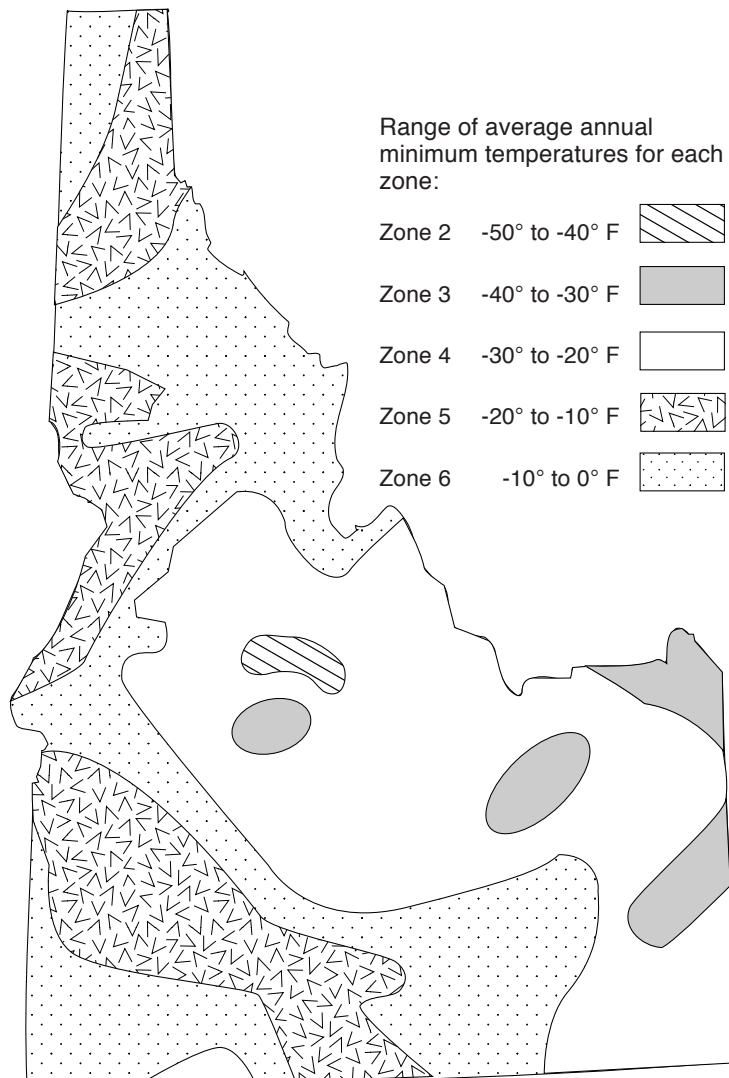 Range of average annual
minimum temperatures for each
zone:
Zone 2 -50° to -40° F
Zone 3 -40° to -30° F
Zone 4 -30° to -20° F
Zone 5 -20° to -10° F
Zone 6 -10° to 0° F